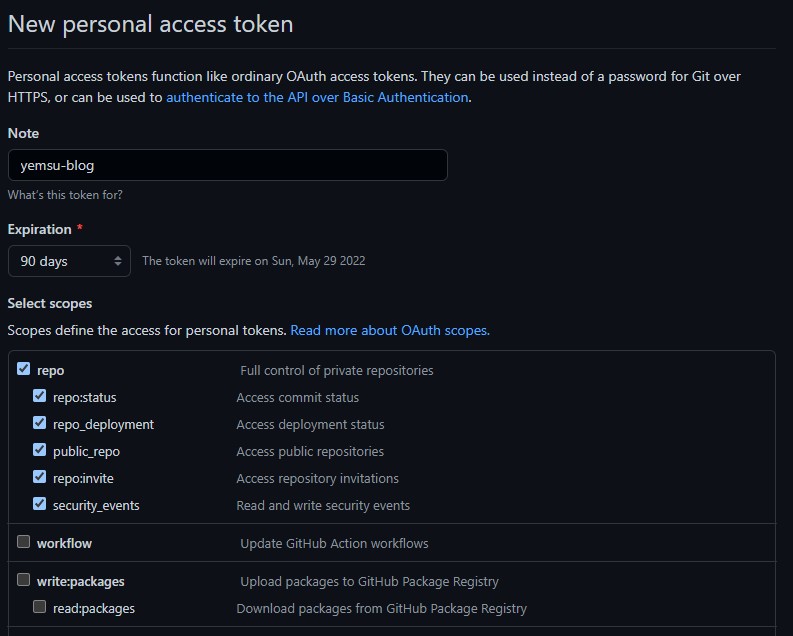 New personal access token
Personal access tokens function like ordinary OAuth access tokens. They can be used instead of a password for Git over
HTTPS, or can be used to authenticate to the API over Basic Authentication.
Note
yemsu-blog
What's this token for?
Expiration *
90 days The token will expire on Sun, May 29 2022
Select scopes
Scopes define the access for personal tokens. Read more about OAuth scopes.
repo Full control of private repositories
repo:status Access commit status
repo_deployment Access deployment status
public_repo Access public repositories
repo:invite Access repository invitations
security_events Read and write security events
workflow Update GitHub Action workflows
write:packages Upload packages to GitHub Package Registry
read:packages Download packages from GitHub Package Registry